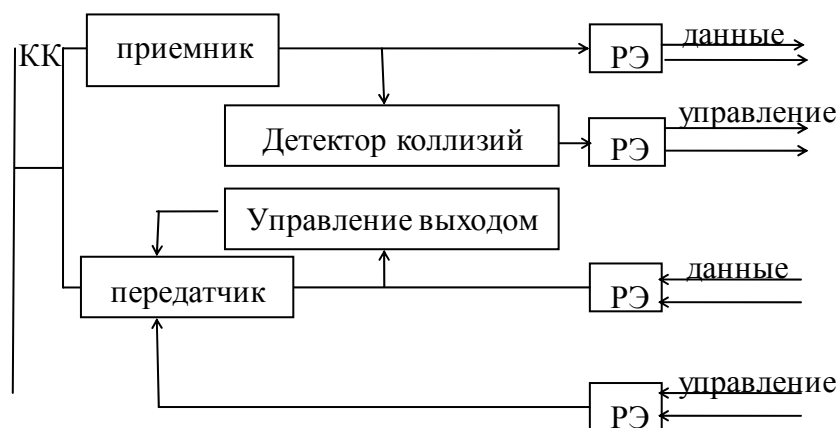 КК
приемник
РЭ
данные
Детектор коллизий
РЭ
управление
Управление выходом
передатчик
РЭ
данные
РЭ
управление